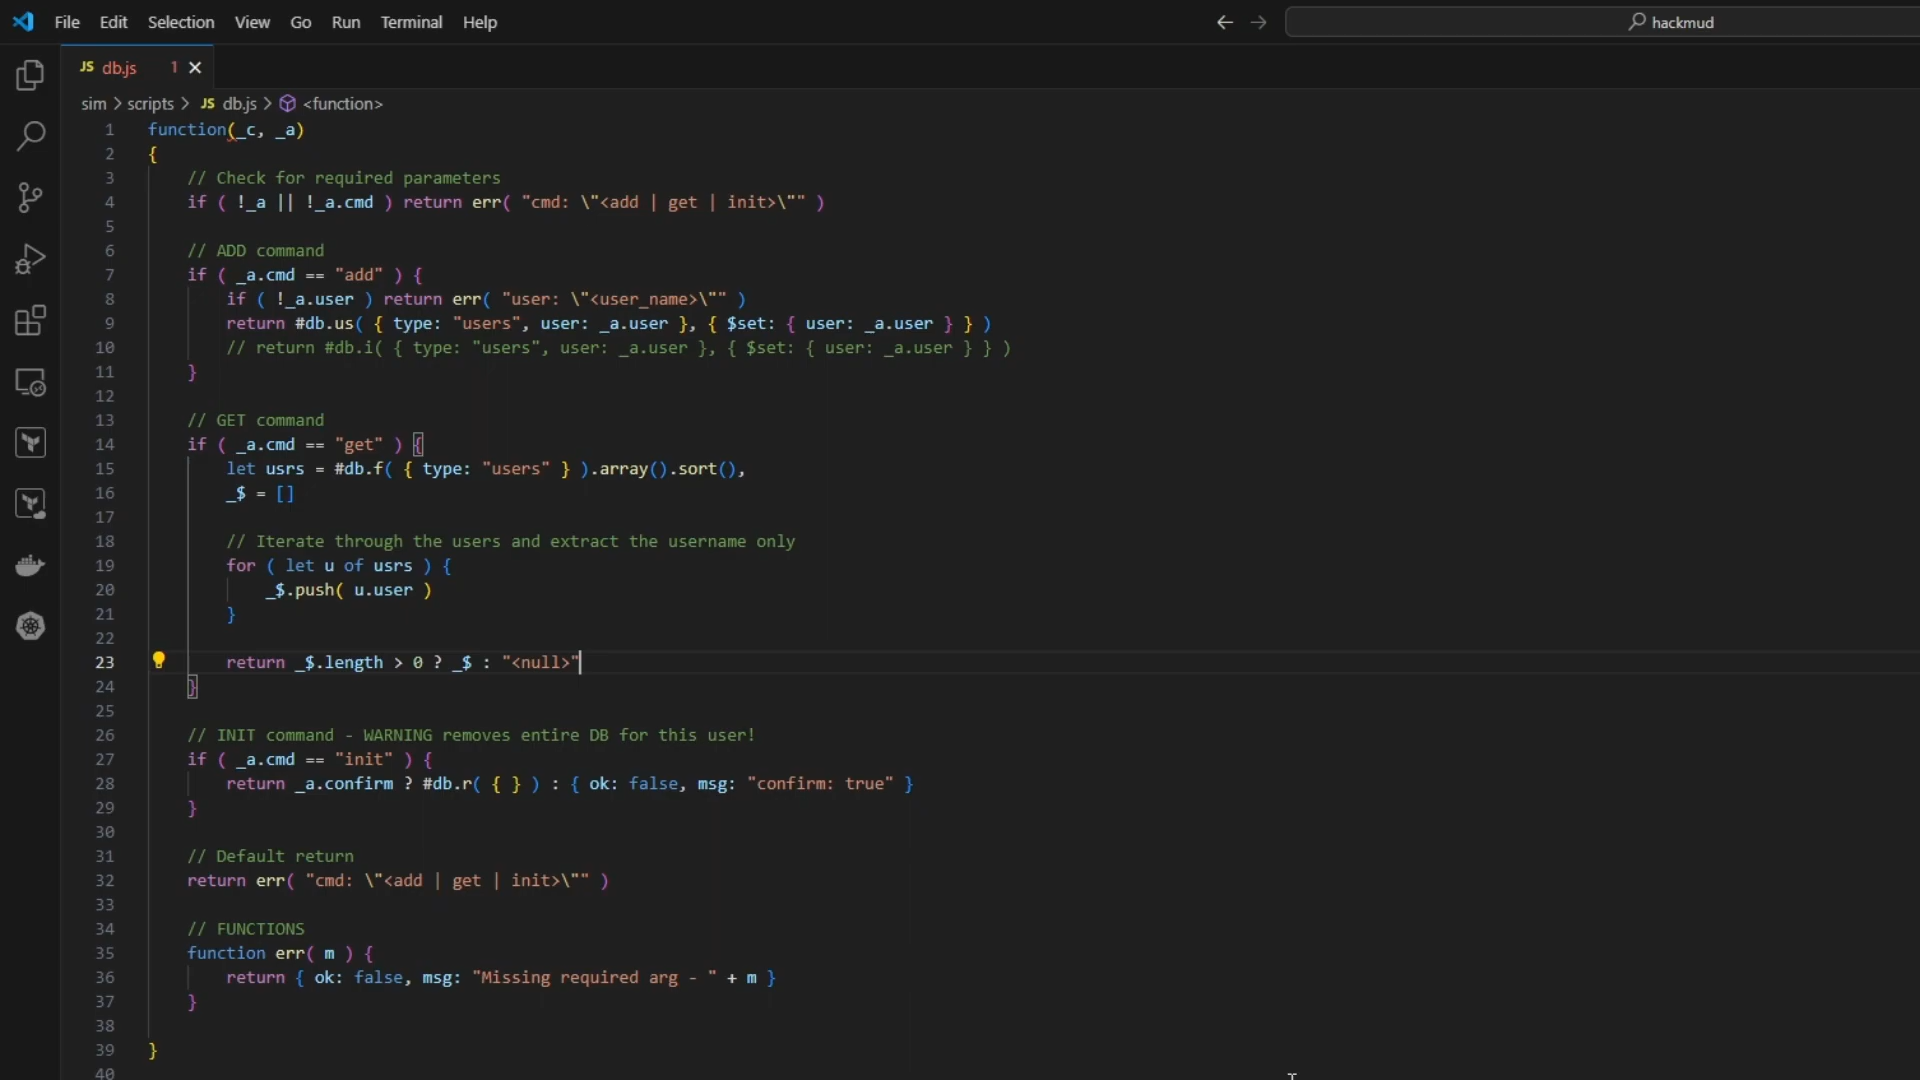 File Edit Selection View Go Run Terminal Help
hackmud
JS db.js 1
sim > scripts > JS db.js > <function>
1 function(_c, _a)
2 {
3 // Check for required parameters
4 if ( !_a || !_a.cmd ) return err( "cmd: \"<add | get | init>\"" )
5
6 // ADD command
7 if ( _a.cmd == "add" ) {
8 if ( !_a.user ) return err( "user: \"<user_name>\"" )
9 return #db.us( { type: "users", user: _a.user }, { $set: { user: _a.user } } )
10 // return #db.i( { type: "users", user: _a.user }, { $set: { user: _a.user } } )
11 }
12
13 // GET command
14 if ( _a.cmd == "get" ) {
15 let usrs = #db.f( { type: "users" } ).array().sort(),
16 _$ = []
17
18 // Iterate through the users and extract the username only
19 for ( let u of usrs ) {
20 _$.push( u.user )
21 }
22
23 return _$.length > 0 ? _$ : "<null>"
24 }
25
26 // INIT command - WARNING removes entire DB for this user!
27 if ( _a.cmd == "init" ) {
28 return _a.confirm ? #db.r( { } ) : { ok: false, msg: "confirm: true" }
29 }
30
31 // Default return
32 return err( "cmd: \"<add | get | init>\"" )
33
34 // FUNCTIONS
35 function err( m ) {
36 return { ok: false, msg: "Missing required arg - " + m }
37 }
38
39 }
40